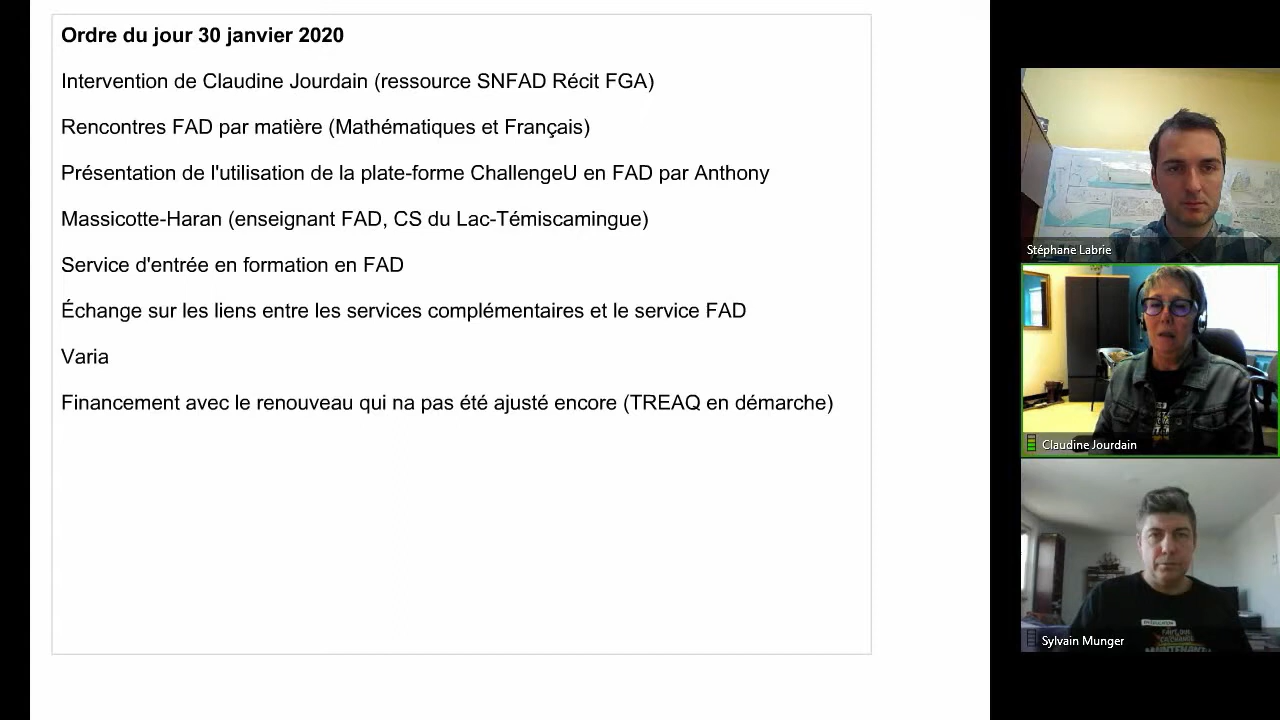 Ordre du jour 30 janvier 2020
Intervention de Claudine Jourdain (ressource SNFAD Récit FGA)
Rencontres FAD par matière (Mathématiques et Français)
Présentation de l'utilisation de la plate-forme ChallengeU en FAD par Anthony
Massicotte-Haran (enseignant FAD, CS du Lac-Témiscamingue)
Service d'entrée en formation en FAD
Échange sur les liens entre les services complémentaires et le service FAD
Varia
Financement avec le renouveau qui na pas été ajusté encore (TREAQ en démarche)
Stéphane Labrie
Claudine Jourdain
Sylvain Munger